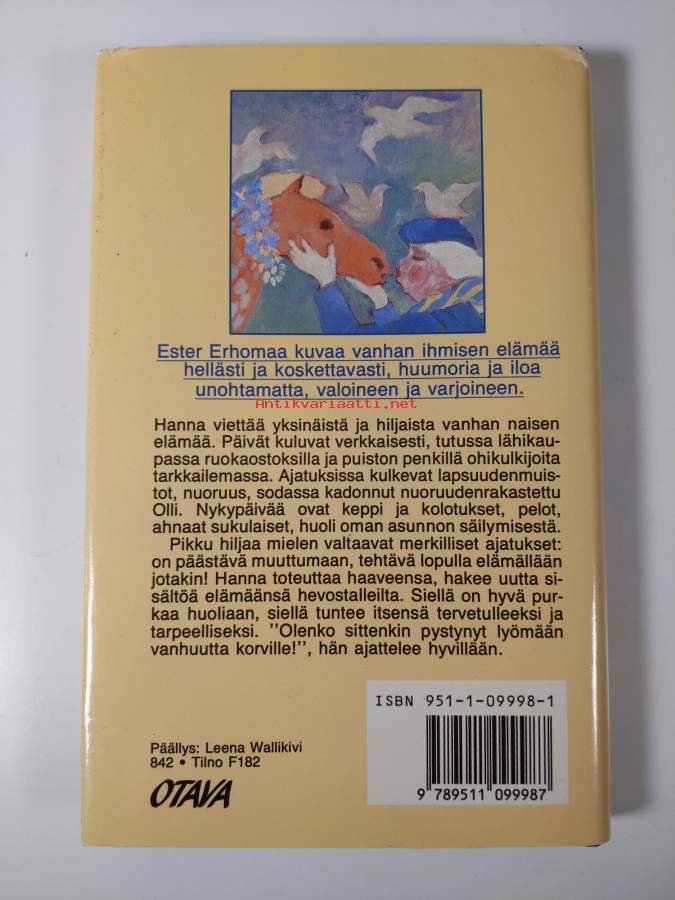 Ester Erhomaa kuvaa vanhan ihmisen elämää
hellästi ja koskettavasti, huumoria ja iloa
unohtamatta, valoineen ja varjoineen.
Antikvariaatti.net
Hanna viettää yksinäistä ja hiljaista vanhan naisen
elämää. Päivät kuluvat verkkaisesti, tutussa lähikau-
passa ruokaostoksilla ja puiston penkillä ohikulkijoita
tarkkailemassa. Ajatuksissa kulkevat lapsuudenmuis-
tot, nuoruus, sodassa kadonnut nuoruudenrakastettu
Olli. Nykypäivää ovat keppi ja kolotukset, pelot,
ahnaat sukulaiset, huoli oman asunnon säilymisestä.
Pikku hiljaa mielen valtaavat merkilliset ajatukset:
on päästävä muuttumaan, tehtävä lopulla elämällään
jotakin! Hanna toteuttaa haaveensa, hakee uutta si-
sältöä elämäänsä hevostalleilta. Siellä on hyvä pur-
kaa huoliaan, siellä tuntee itsensä tervetulleeksi ja
tarpeelliseksi. "Olenko sittenkin pystynyt lyömään
vanhuutta korville!", hän ajattelee hyvillään.
ISBN 951-1-09998-1
Päällys: Leena Wallikivi
842 • Tilno F182
OTAVA
9 789511 099987